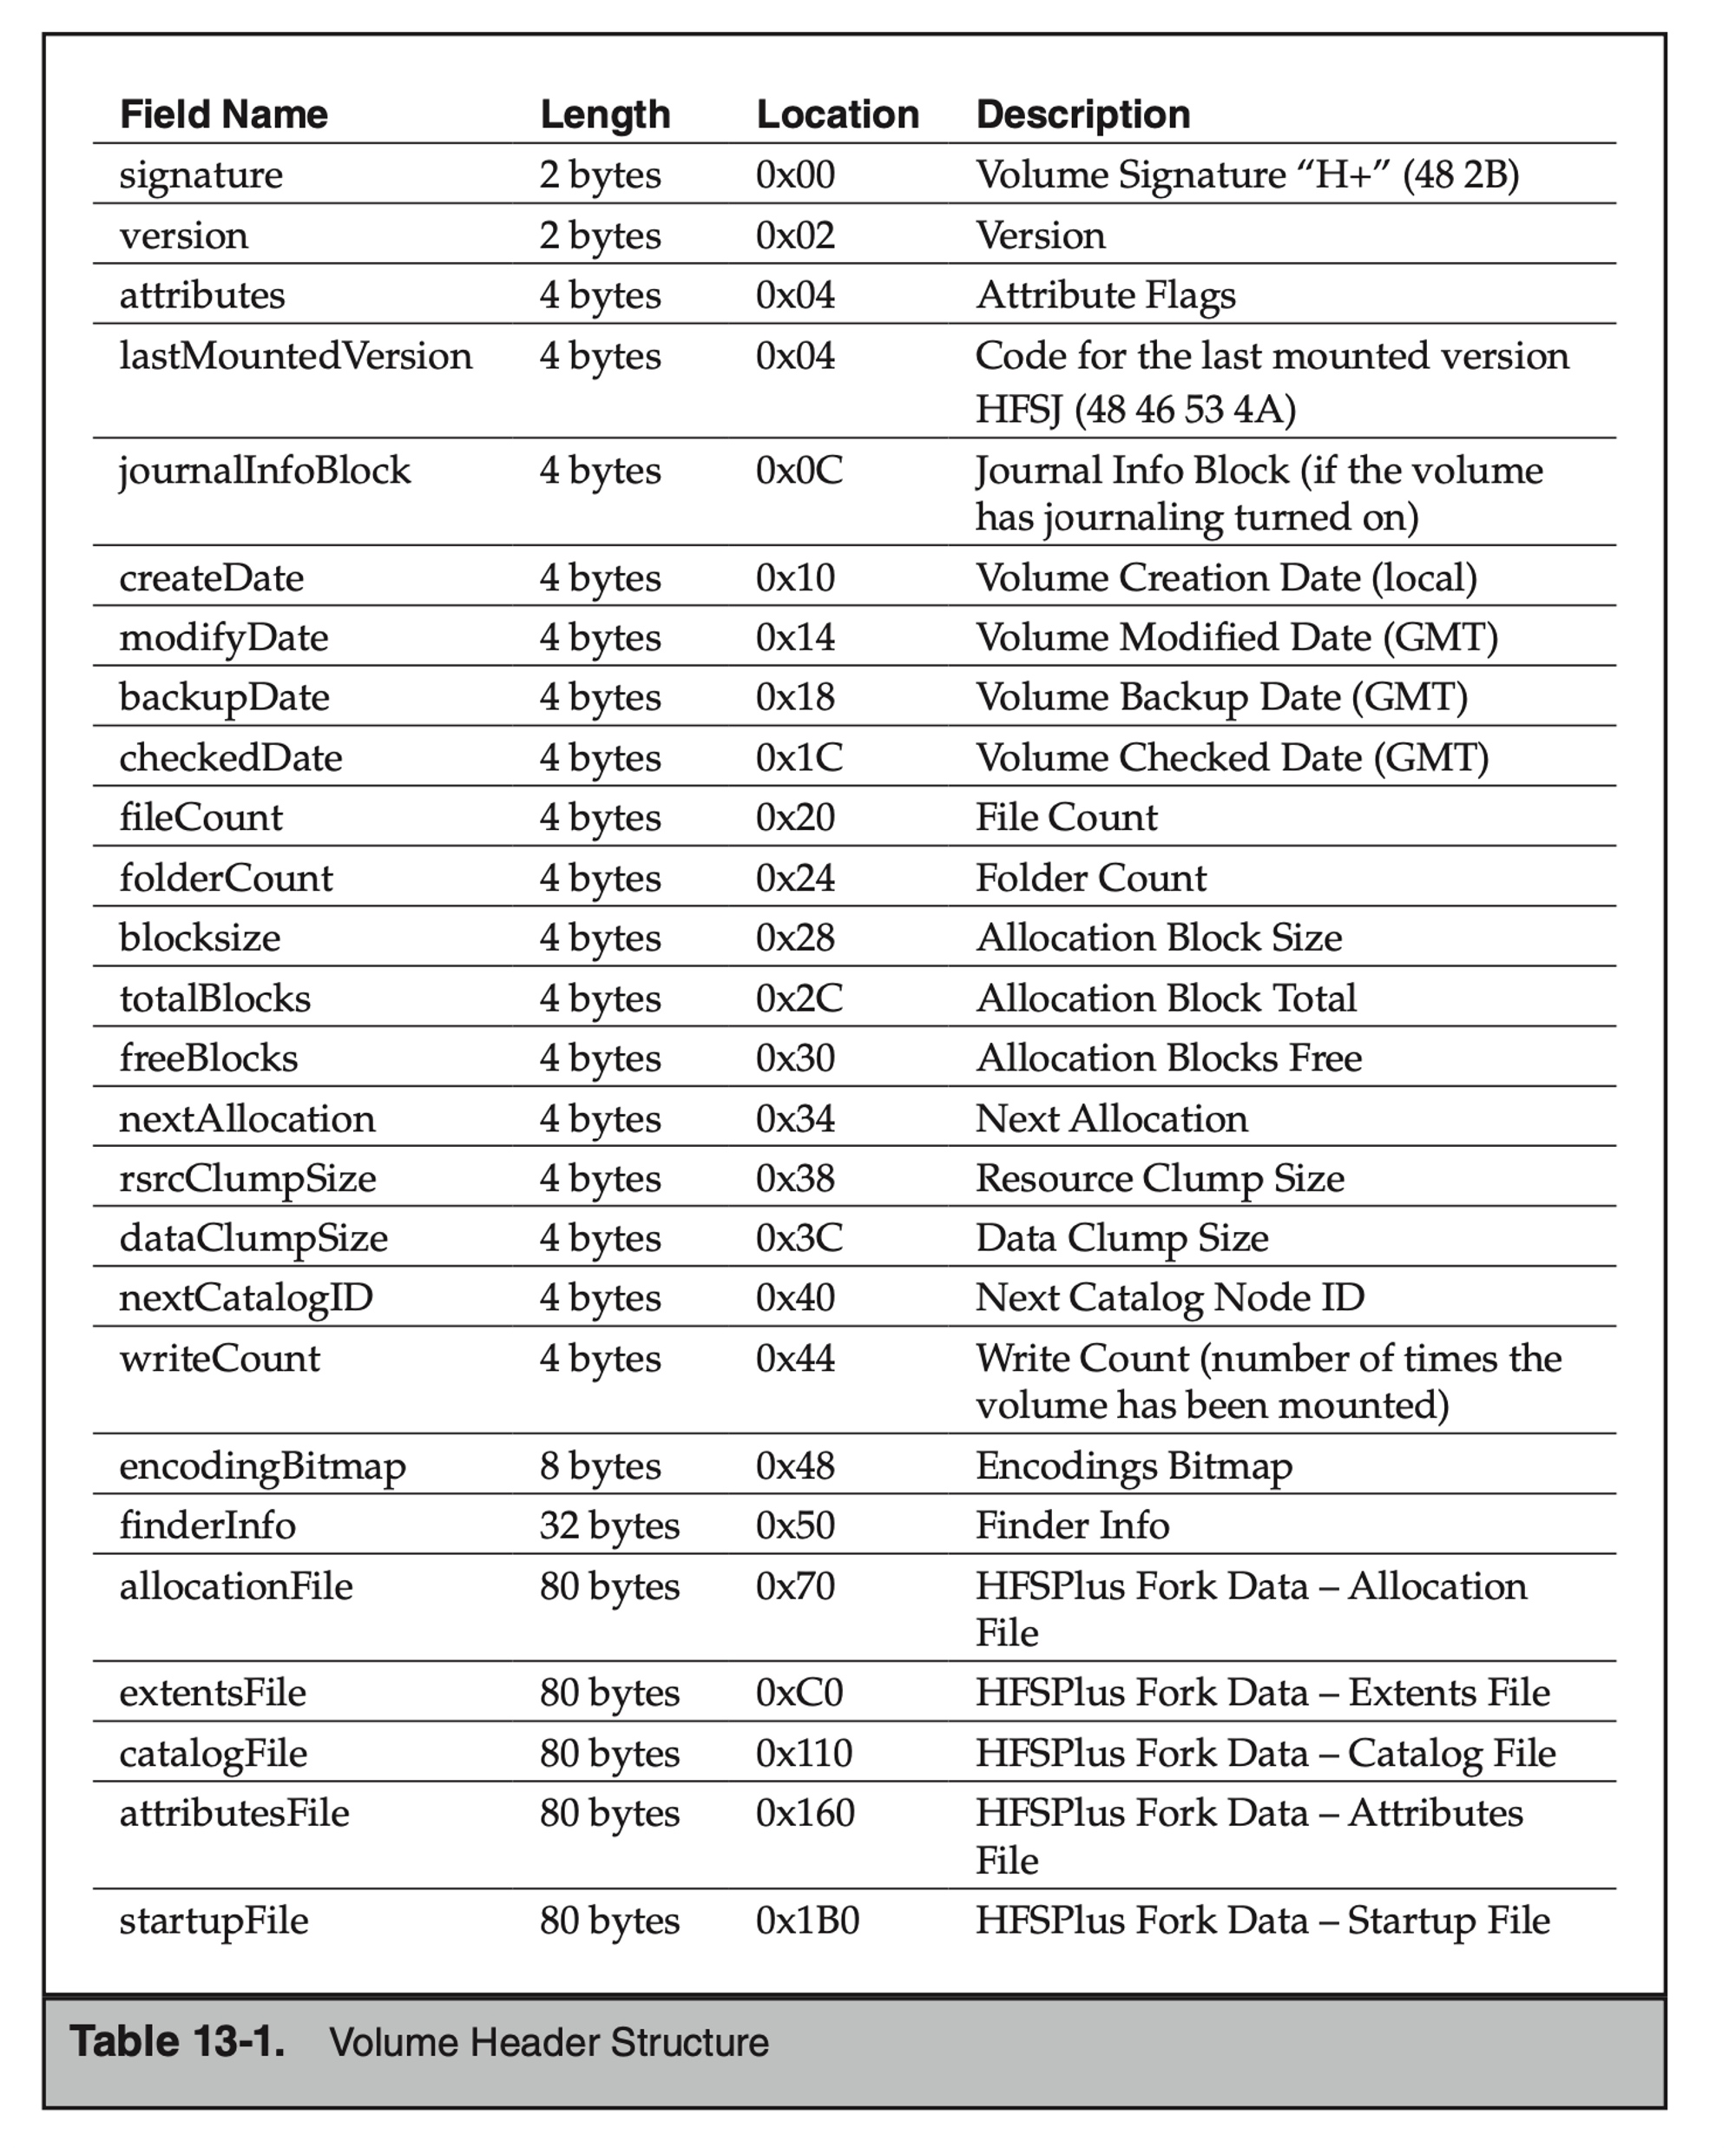 Field Name Length Location Description
signature 2 bytes 0x00 Volume Signature “H+” (48 2B)
version 2 bytes 0x02 Version
attributes 4 bytes 0x04 Attribute Flags
lastMountedVersion 4 bytes 0x04 Code for the last mounted version
HFSJ (48 46 53 4A)
journalInfoBlock 4 bytes 0x0C Journal Info Block (if the volume
has journaling turned on)
createDate 4 bytes 0x10 Volume Creation Date (local)
modifyDate 4 bytes 0x14 Volume Modified Date (GMT)
backupDate 4 bytes 0x18 Volume Backup Date (GMT)
checkedDate 4 bytes 0x1C Volume Checked Date (GMT)
fileCount 4 bytes 0x20 File Count
folderCount 4 bytes 0x24 Folder Count
blocksize 4 bytes 0x28 Allocation Block Size
totalBlocks 4 bytes 0x2C Allocation Block Total
freeBlocks 4 bytes 0x30 Allocation Blocks Free
nextAllocation 4 bytes 0x34 Next Allocation
rsrcClumpSize 4 bytes 0x38 Resource Clump Size
dataClumpSize 4 bytes 0x3C Data Clump Size
nextCatalogID 4 bytes 0x40 Next Catalog Node ID
writeCount 4 bytes 0x44 Write Count (number of times the
volume has been mounted)
encodingBitmap 8 bytes 0x48 Encodings Bitmap
finderInfo 32 bytes 0x50 Finder Info
allocationFile 80 bytes 0x70 HFSPlus Fork Data – Allocation
File
extentsFile 80 bytes 0xC0 HFSPlus Fork Data – Extents File
catalogFile 80 bytes 0x110 HFSPlus Fork Data – Catalog File
attributesFile 80 bytes 0x160 HFSPlus Fork Data – Attributes
File
startupFile 80 bytes 0x1B0 HFSPlus Fork Data – Startup File
Table 13-1. Volume Header Structure